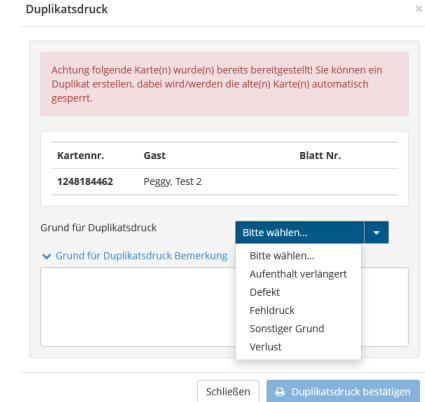 Duplikatsdruck ×
Achtung folgende Karte(n) wurde(n) bereits bereitgestellt! Sie können ein
Duplikat erstellen, dabei wird/werden die alte(n) Karte(n) automatisch
gesperrt.
Kartennr. Gast Blatt Nr.
1248184462 Peggy, Test 2
Grund für Duplikatsdruck Bitte wählen...
Grund für Duplikatsdruck Bemerkung
Bitte wählen...
Aufenthalt verlängert
Defekt
Fehldruck
Sonstiger Grund
Verlust
Schließen Duplikatsdruck bestätigen